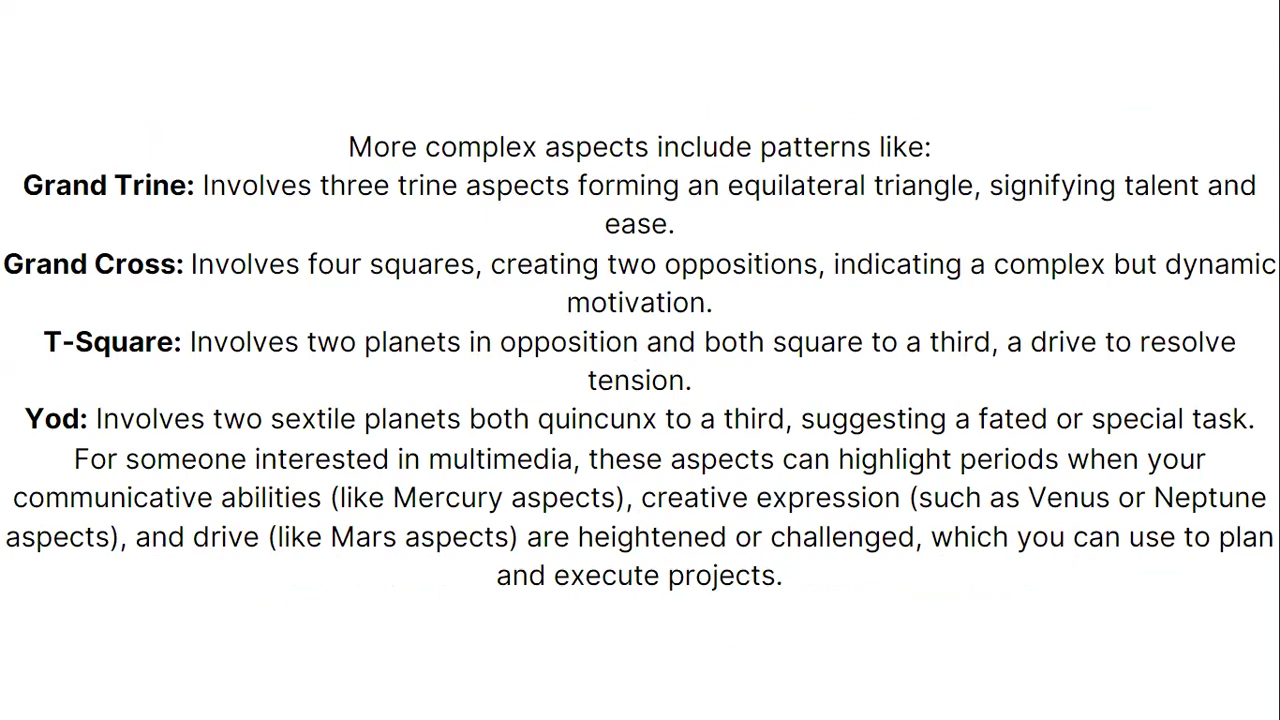 More complex aspects include patterns like:
Grand Trine: Involves three trine aspects forming an equilateral triangle, signifying talent and
ease.
Grand Cross: Involves four squares, creating two oppositions, indicating a complex but dynamic
motivation.
T-Square: Involves two planets in opposition and both square to a third, a drive to resolve
tension.
Yod: Involves two sextile planets both quincunx to a third, suggesting a fated or special task.
For someone interested in multimedia, these aspects can highlight periods when your
communicative abilities (like Mercury aspects), creative expression (such as Venus or Neptune
aspects), and drive (like Mars aspects) are heightened or challenged, which you can use to plan
and execute projects.